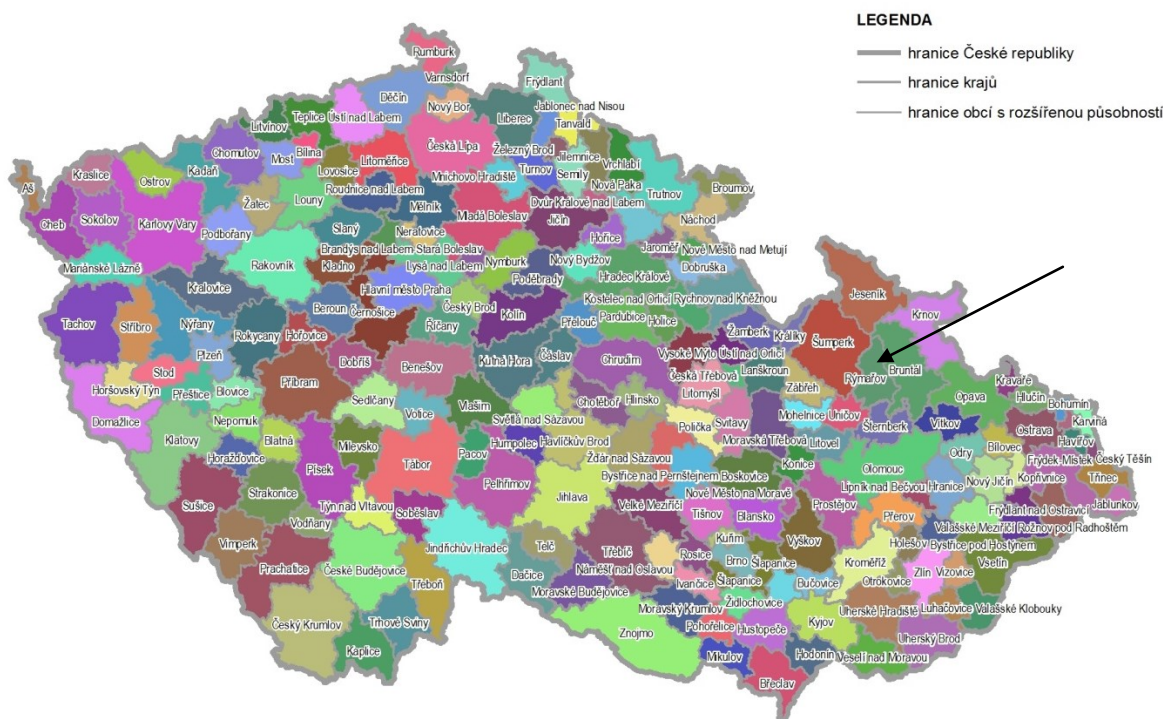 LEGENDA
hranice České republiky
hranice krajů
hranice obcí s rozšířenou působností
Rumburk
Varnsdorf
Frýdlant
Děčín
Nový Bor
Liberec
Jablonec nad Nisou
Tanvald
Teplice
Ústí nad Labem
Litvínov
Bílina
Most
Chomutov
Kadaň
Litoměřice
Lovosice
Česká Lípa
Železný Brod
Jilemnice
Semily
Turnov
Vrchlabí
Trutnov
Broumov
Kraslice
Ostrov
Aš
Cheb
Sokolov
Karlovy Vary
Podbořany
Žatec
Louny
Roudnice nad Labem
Mnichovo Hradiště
Nová Paka
Dvůr Králové nad Labem
Náchod
Mělník
Mladá Boleslav
Jičín
Slaný
Neratovice
Hořice
Jaroměř
Nové Město nad Metují
Mariánské Lázně
Rakovník
Brandýs nad Labem-Stará Boleslav
Kladno
Lysá nad Labem
Nymburk
Nový Bydžov
Dobruška
Poděbrady
Hradec Králové
Kralovice
Hlavní město Praha
Beroun
Černošice
Český Brod
Kostelec nad Orlicí
Rychnov nad Kněžnou
Jeseník
Krnov
Tachov
Stříbro
Nýřany
Rokycany
Hořovice
Říčany
Kolín
Přelouč
Pardubice
Holice
Žamberk
Králíky
Šumperk
Plzeň
Dobříš
Benešov
Kutná Hora
Čáslav
Chrudim
Vysoké Mýto
Ústí nad Orlicí
Česká Třebová
Lanškroun
Rýmařov
Bruntál
Stod
Horšovský Týn
Přeštice
Blovice
Příbram
Sedlčany
Votice
Vlašim
Chotěboř
Hlinsko
Litomyšl
Zábřeh
Opava
Kravaře
Hlučín
Bohumín
Domažlice
Nepomuk
Světlá nad Sázavou
Polička
Svitavy
Mohelnice
Uničov
Šternberk
Vítkov
Ostrava
Karviná
Havířov
Klatovy
Blatná
Milevsko
Humpolec
Havlíčkův Brod
Moravská Třebová
Litovel
Bílovec
Horažďovice
Písek
Tábor
Pacov
Žďár nad Sázavou
Odry
Frýdek-Místek
Český Těšín
Pelhřimov
Bystřice nad Pernštejnem
Boskovice
Konice
Olomouc
Nový Jičín
Kopřivnice
Třinec
Strakonice
Jihlava
Nové Město na Moravě
Lipník nad Bečvou
Hranice
Sušice
Týn nad Vltavou
Soběslav
Velké Meziříčí
Tišnov
Blansko
Prostějov
Přerov
Frýdlant nad Ostravicí
Jablunkov
Vodňany
Valašské Meziříčí
Rožnov pod Radhoštěm
Vimperk
Jindřichův Hradec
Telč
Třebíč
Rosice
Kuřim
Vyškov
Holešov
Bystřice pod Hostýnem
Prachatice
České Budějovice
Třeboň
Dačice
Náměšť nad Oslavou
Brno
Šlapanice
Šlapanice
Kroměříž
Vsetín
Moravské Budějovice
Ivančice
Bučovice
Otrokovice
Zlín
Vizovice
Český Krumlov
Trhové Sviny
Moravský Krumlov
Židlochovice
Uherské Hradiště
Luhačovice
Valašské Klobouky
Kaplice
Znojmo
Pohořelice
Hustopeče
Kyjov
Uherský Brod
Mikulov
Hodonín
Veselí nad Moravou
Břeclav